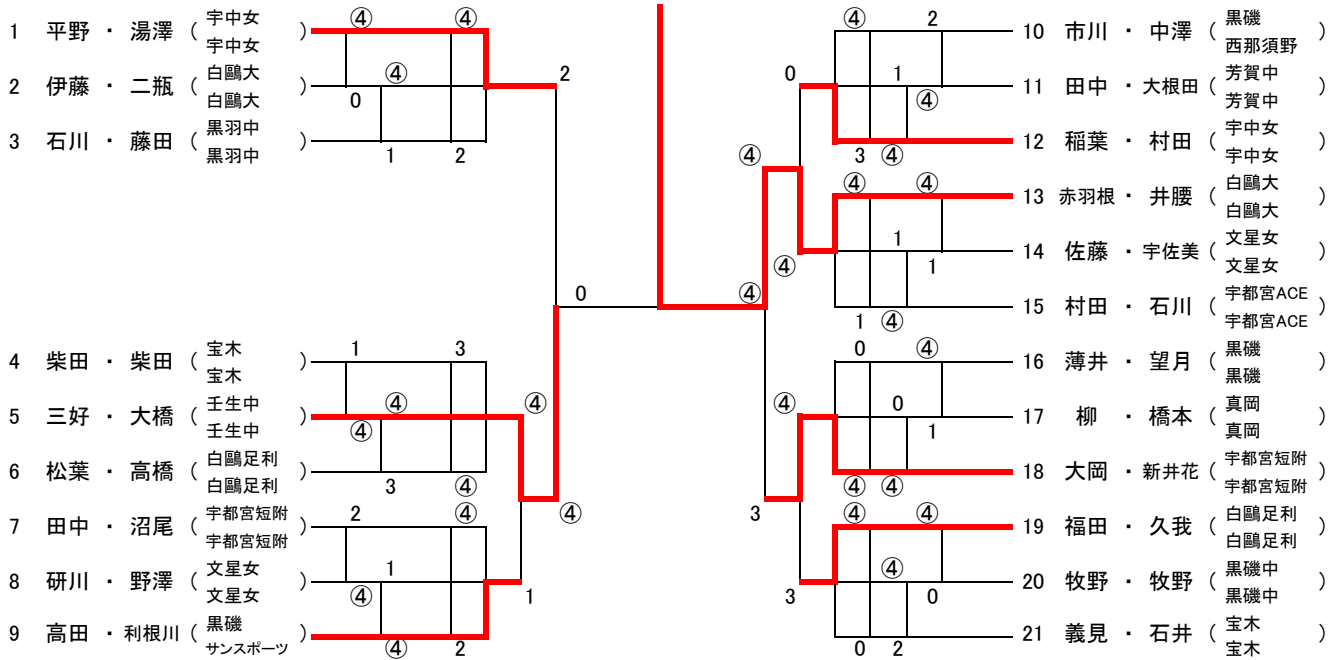 ④ ④
1 平野 ・ 湯澤 ( 宇中女 宇中女 )
④
2 伊藤 ・ 二瓶 ( 白鷗大 白鷗大 )
0
2
3 石川 ・ 藤田 ( 黒羽中 黒羽中 )
1 2
0
4 柴田 ・ 柴田 ( 宝木 宝木 )
1 3
5 三好 ・ 大橋 ( 壬生中 壬生中 )
④ ④ ④
6 松葉 ・ 高橋 ( 白鷗足利 白鷗足利 )
3 ④
④
7 田中 ・ 沼尾 ( 宇都宮短附 宇都宮短附 )
2 ④
8 研川 ・ 野澤 ( 文星女 文星女 )
1
④
1
9 高田 ・ 利根川 ( 黒磯 サンスポーツ )
④ 2
④ 2
10 市川 ・ 中澤 ( 黒磯 西那須野 )
0 1
11 田中 ・ 大根田 ( 芳賀中 芳賀中 )
④
12 稲葉 ・ 村田 ( 宇中女 宇中女 )
3 ④
④
④ ④
13 赤羽根 ・ 井腰 ( 白鷗大 白鷗大 )
1
14 佐藤 ・ 宇佐美 ( 文星女 文星女 )
④ 1
④
15 村田 ・ 石川 ( 宇都宮ACE 宇都宮ACE )
1 ④
0 ④
16 薄井 ・ 望月 ( 黒磯 黒磯 )
④ 0
17 柳 ・ 橋本 ( 真岡 真岡 )
1
18 大岡 ・ 新井花 ( 宇都宮短附 宇都宮短附 )
④ ④
3
④ ④
19 福田 ・ 久我 ( 白鷗足利 白鷗足利 )
④
20 牧野 ・ 牧野 ( 黒磯中 黒磯中 )
3 0
21 義見 ・ 石井 ( 宝木 宝木 )
0 2